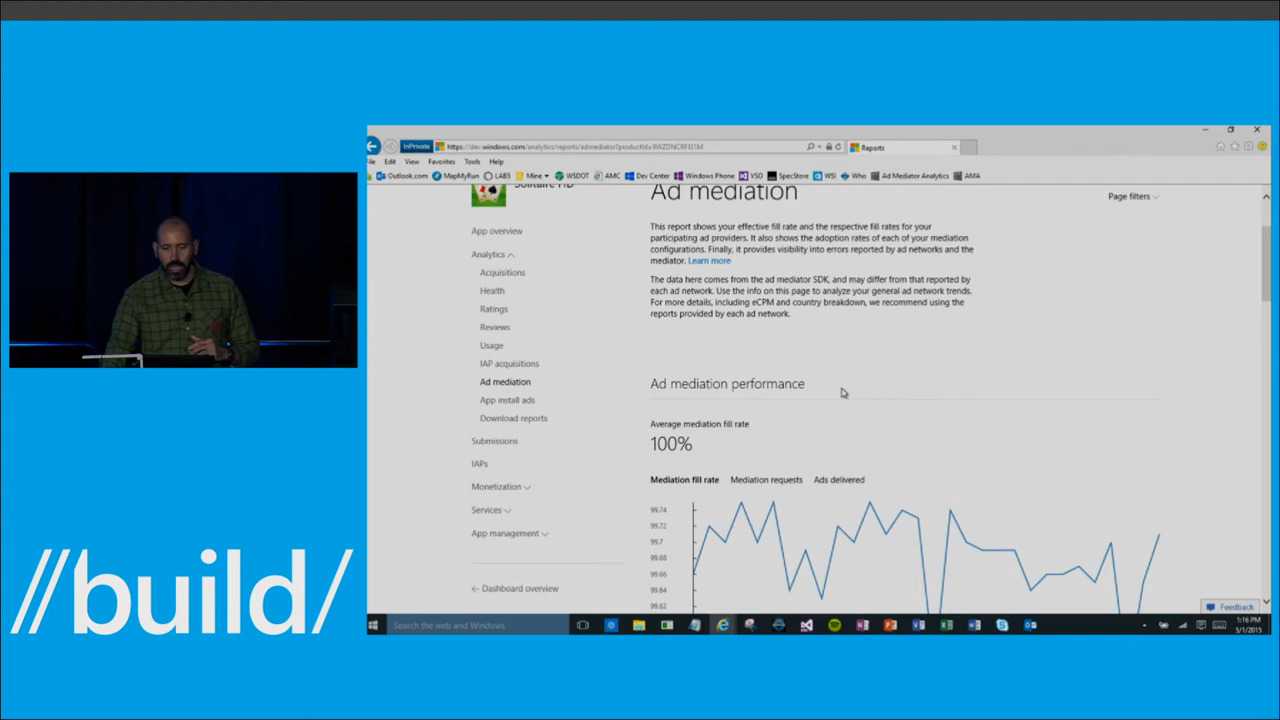 InPrivate
Reports
Edit View Favorites Tools Help
Outlook.com MapMyRun LABS Mine WSDOT AMC Dev Center Windows Phone VSO SpecStore WSI Who Ad Mediator Analytics AMA
Solitaire HD
Ad mediation
Page filters
App overview
Analytics
Acquisitions
Health
Ratings
Reviews
Usage
IAP acquisitions
Ad mediation
App install ads
Download reports
Submissions
IAPs
Monetization
Services
App management
Dashboard overview
This report shows your effective fill rate and the respective fill rates for your
participating ad providers. It also shows the adoption rates of each of your mediation
configurations. Finally, it provides visibility into errors reported by ad networks and the
mediator. Learn more
The data here comes from the ad mediator SDK, and may differ from that reported by
each ad network. Use the info on this page to analyze your general ad network trends.
For more details, including eCPM and country breakdown, we recommend using the
reports provided by each ad network.
Ad mediation performance
Average mediation fill rate
100%
Mediation fill rate Mediation requests Ads delivered
99.74
99.72
99.7
99.68
99.66
99.64
99.62
Feedback
Search the web and Windows
1:16 PM
5/1/2015
//build/